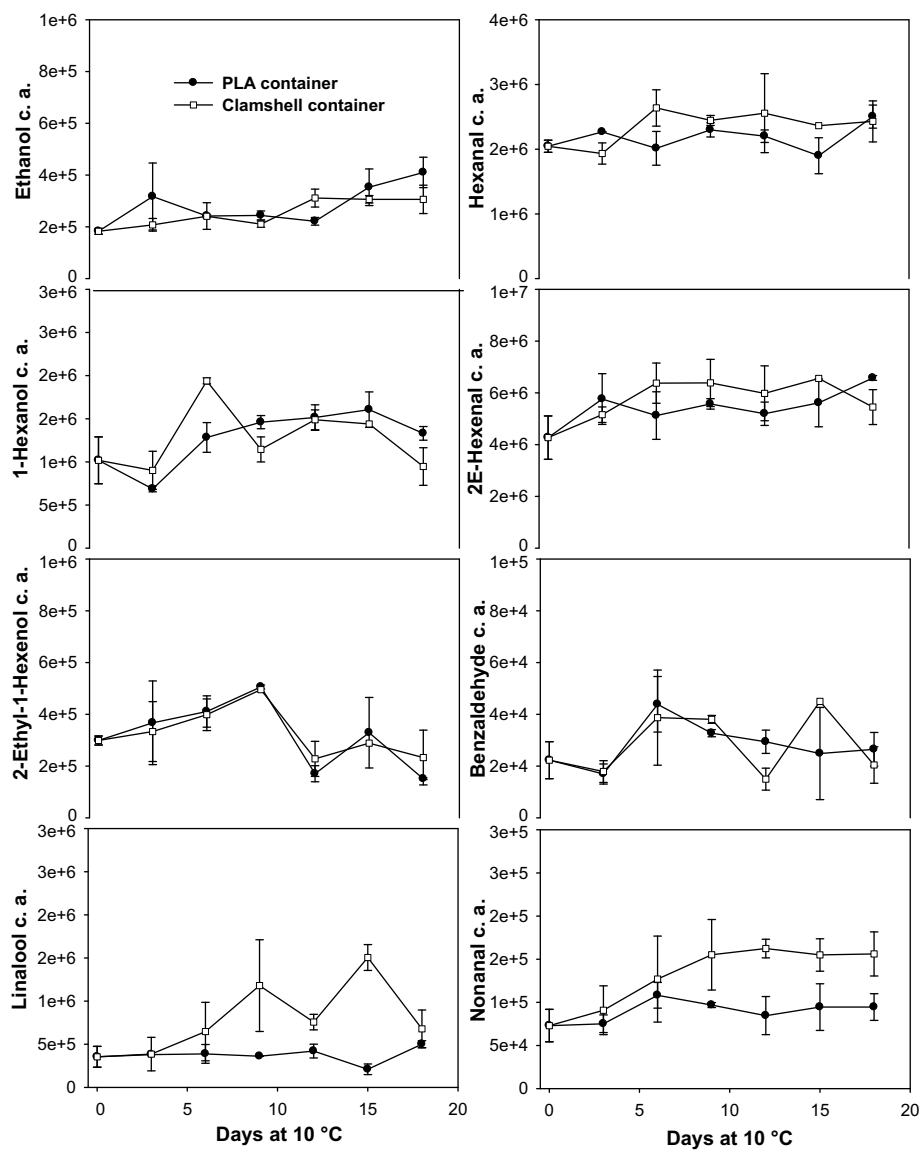 Ethanol c. a.
1e+6
8e+5
6e+5
4e+5
2e+5
0
PLA container
Clamshell container
Hexanal c. a.
4e+6
3e+6
2e+6
1e+6
0
1-Hexanol c. a.
3e+6
3e+6
2e+6
2e+6
1e+6
5e+5
0
2E-Hexenal c. a.
1e+7
8e+6
6e+6
4e+6
2e+6
0
2-Ethyl-1-Hexenol c. a.
1e+6
8e+5
6e+5
4e+5
2e+5
0
Benzaldehyde c. a.
1e+5
8e+4
6e+4
4e+4
2e+4
0
Linalool c. a.
3e+6
3e+6
2e+6
2e+6
1e+6
5e+5
0
0
5
10
15
20
Days at 10 °C
Nonanal c. a.
3e+5
3e+5
2e+5
2e+5
1e+5
5e+4
0
0
5
10
15
20
Days at 10 °C